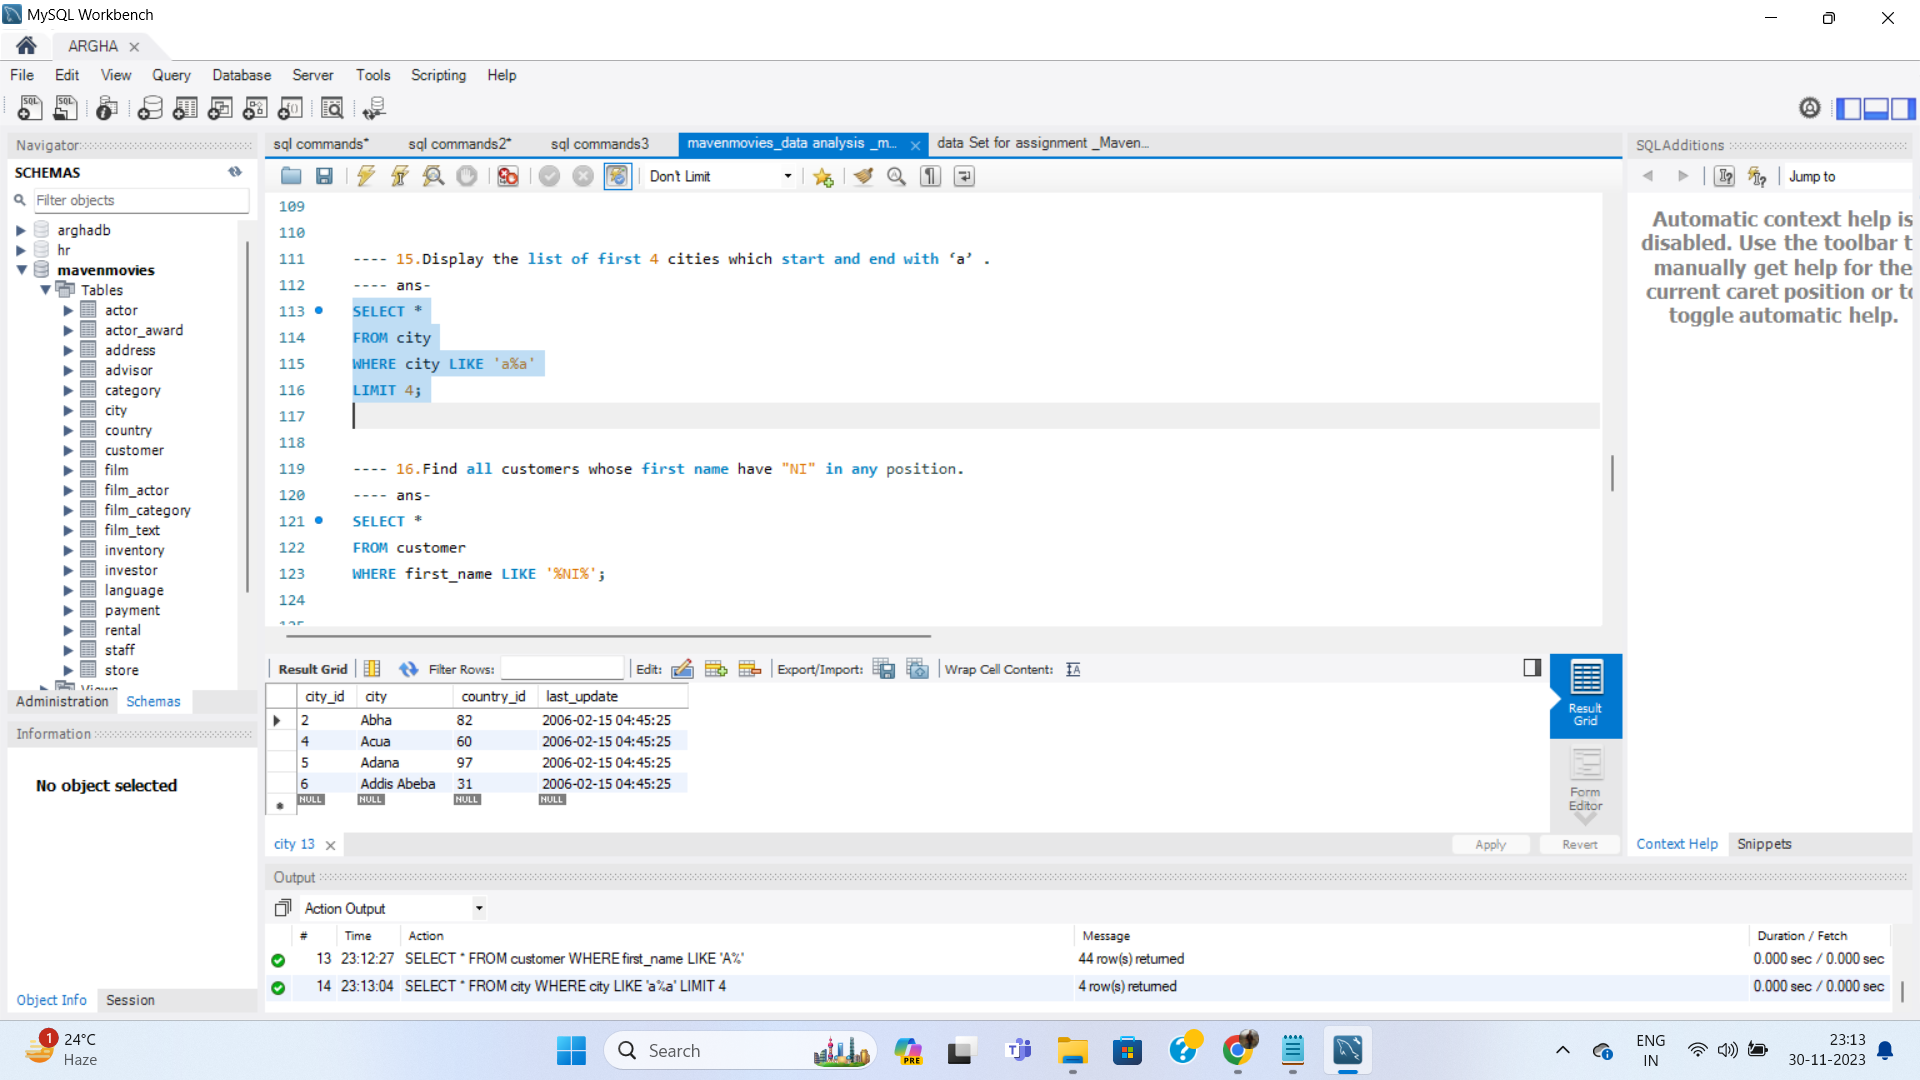 MySQL Workbench
ARGHA
File Edit View Query Database Server Tools Scripting Help
Navigator
SCHEMAS
Filter objects
arghadb
hr
mavenmovies
Tables
actor
actor_award
address
advisor
category
city
country
customer
film
film_actor
film_category
film_text
inventory
investor
language
payment
rental
staff
store
Views
Administration Schemas
Information
No object selected
Object Info Session
sql commands* sql commands2* sql commands3 mavenmovies_data analysis _m... data Set for assignment _Maven...
Don't Limit
109
110
111 ---- 15.Display the list of first 4 cities which start and end with ‘a’ .
112 ---- ans-
113 SELECT *
114 FROM city
115 WHERE city LIKE 'a%a'
116 LIMIT 4;
117
118
119 ---- 16.Find all customers whose first name have "NI" in any position.
120 ---- ans-
121 SELECT *
122 FROM customer
123 WHERE first_name LIKE '%NI%';
124
125
Result Grid Filter Rows: Edit: Export/Import: Wrap Cell Content:
city_id city country_id last_update
2 Abha 82 2006-02-15 04:45:25
4 Acua 60 2006-02-15 04:45:25
5 Adana 97 2006-02-15 04:45:25
6 Addis Abeba 31 2006-02-15 04:45:25
NULL NULL NULL NULL
Result
Grid
Form
Editor
city 13 Apply Revert
Output
Action Output
# Time Action Message Duration / Fetch
13 23:12:27 SELECT * FROM customer WHERE first_name LIKE 'A%' 44 row(s) returned 0.000 sec / 0.000 sec
14 23:13:04 SELECT * FROM city WHERE city LIKE 'a%a' LIMIT 4 4 row(s) returned 0.000 sec / 0.000 sec
SQLAdditions
Jump to
Automatic context help is
disabled. Use the toolbar t
manually get help for the
current caret position or to
toggle automatic help.
Context Help Snippets
1
24°C
Haze
Search
PRE
ENG
IN
23:13
30-11-2023